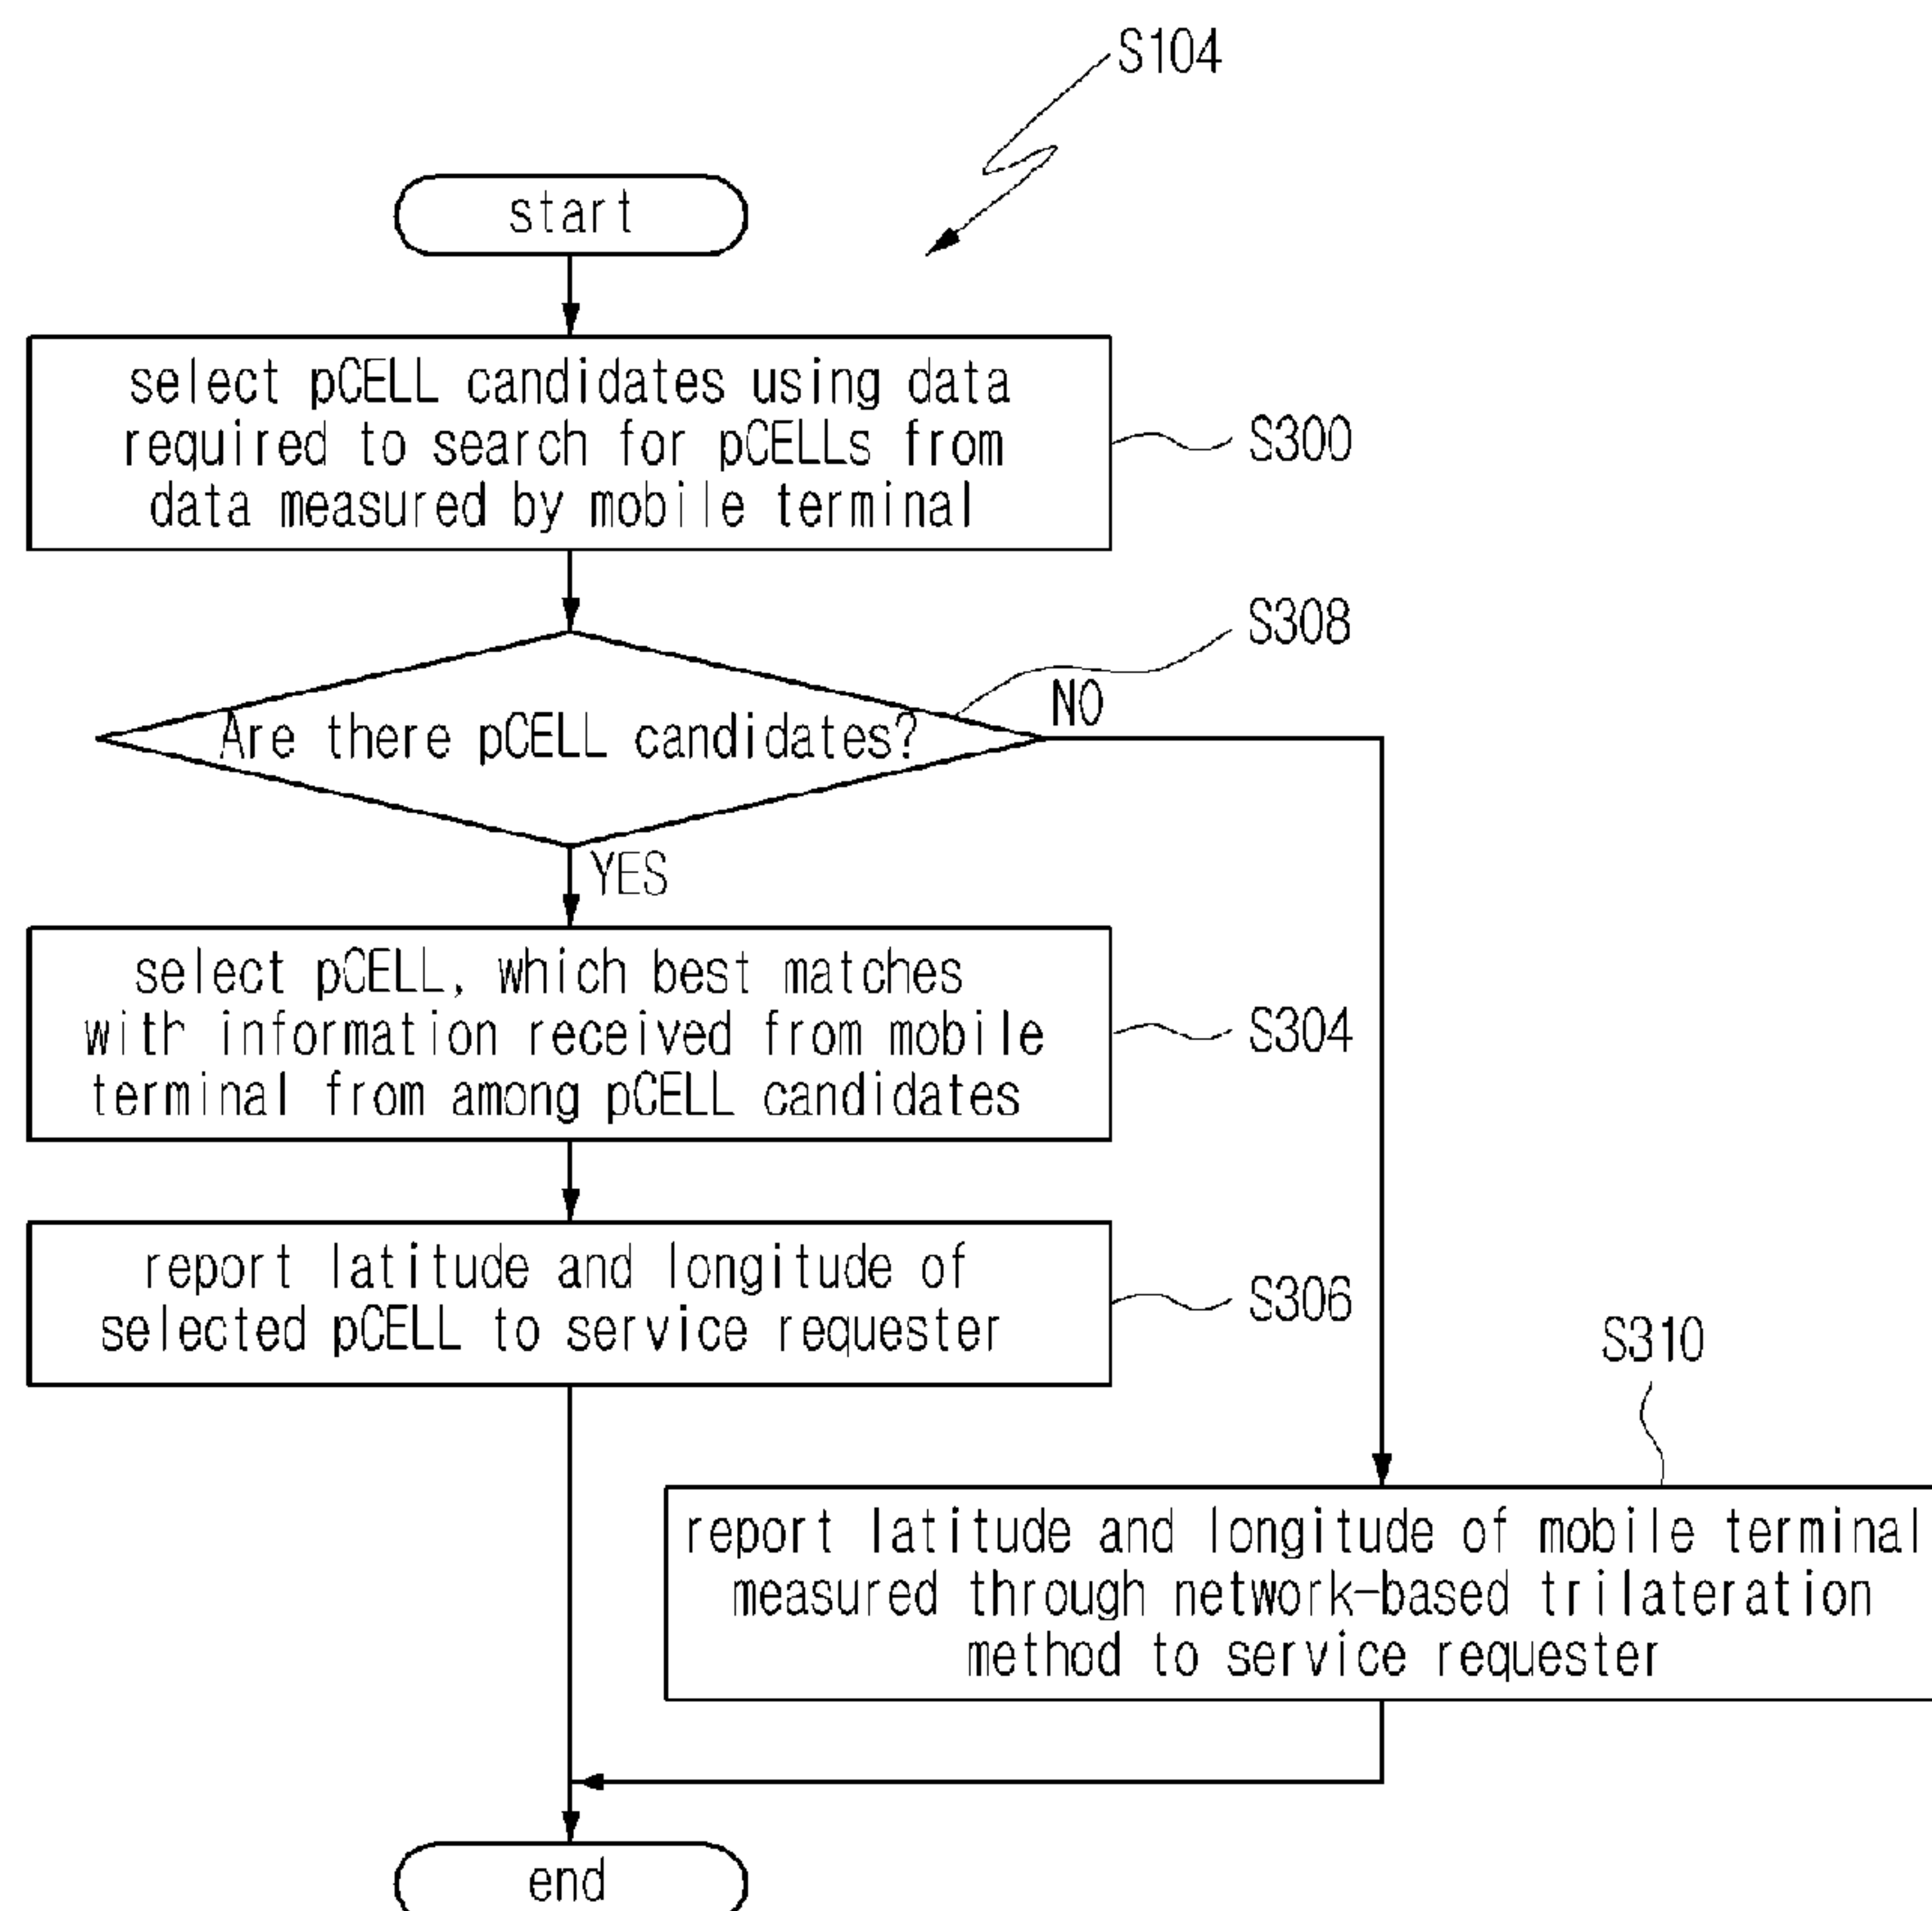 S104
start
select pCELL candidates using data
required to search for pCELLs from
data measured by mobile terminal
S300
S308
Are there pCELL candidates?
NO
YES
select pCELL, which best matches
with information received from mobile
terminal from among pCELL candidates
S304
report latitude and longitude of
selected pCELL to service requester
S306
S310
report latitude and longitude of mobile terminal
measured through network-based trilateration
method to service requester
end